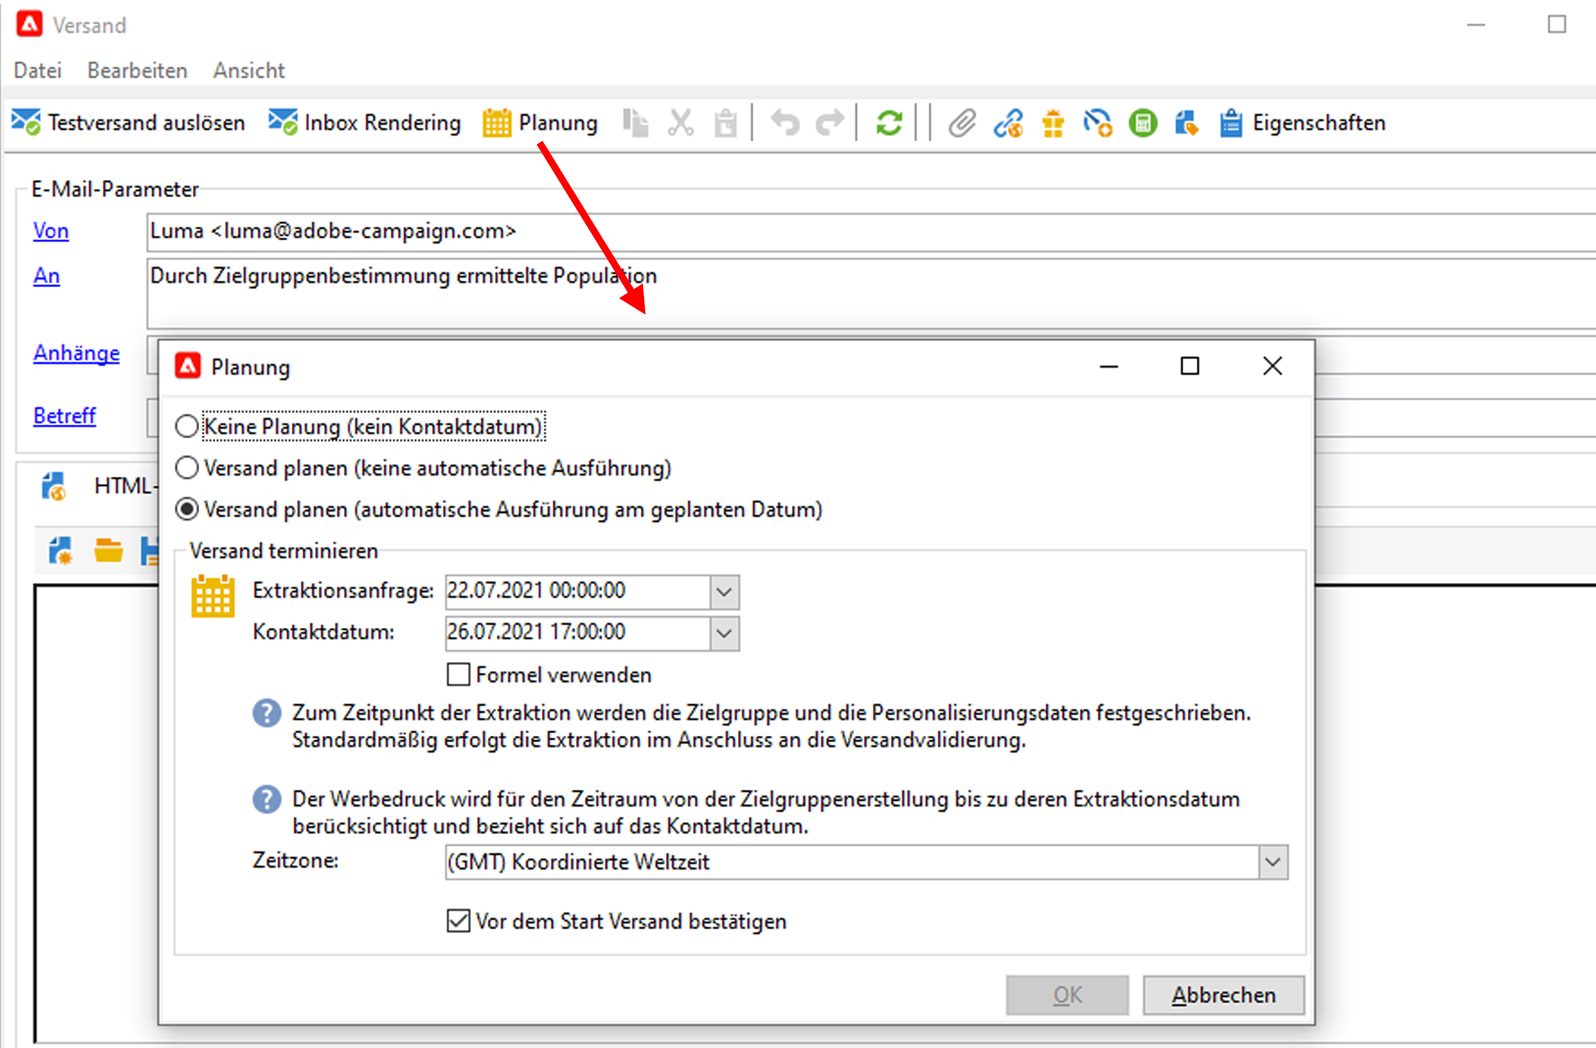 Versand
Datei Bearbeiten Ansicht
Testversand auslösen Inbox Rendering Planung Eigenschaften
E-Mail-Parameter
Von Luma <luma@adobe-campaign.com>
An Durch Zielgruppenbestimmung ermittelte Population
Anhänge
Betreff
HTML-
Planung
Keine Planung (kein Kontaktdatum)
Versand planen (keine automatische Ausführung)
Versand planen (automatische Ausführung am geplanten Datum)
Versand terminieren
Extraktionsanfrage: 22.07.2021 00:00:00
Kontaktdatum: 26.07.2021 17:00:00
Formel verwenden
Zum Zeitpunkt der Extraktion werden die Zielgruppe und die Personalisierungsdaten festgeschrieben.
Standardmäßig erfolgt die Extraktion im Anschluss an die Versandvalidierung.
Der Werbedruck wird für den Zeitraum von der Zielgruppenerstellung bis zu deren Extraktionsdatum
berücksichtigt und bezieht sich auf das Kontaktdatum.
Zeitzone: (GMT) Koordinierte Weltzeit
Vor dem Start Versand bestätigen
OK Abbrechen